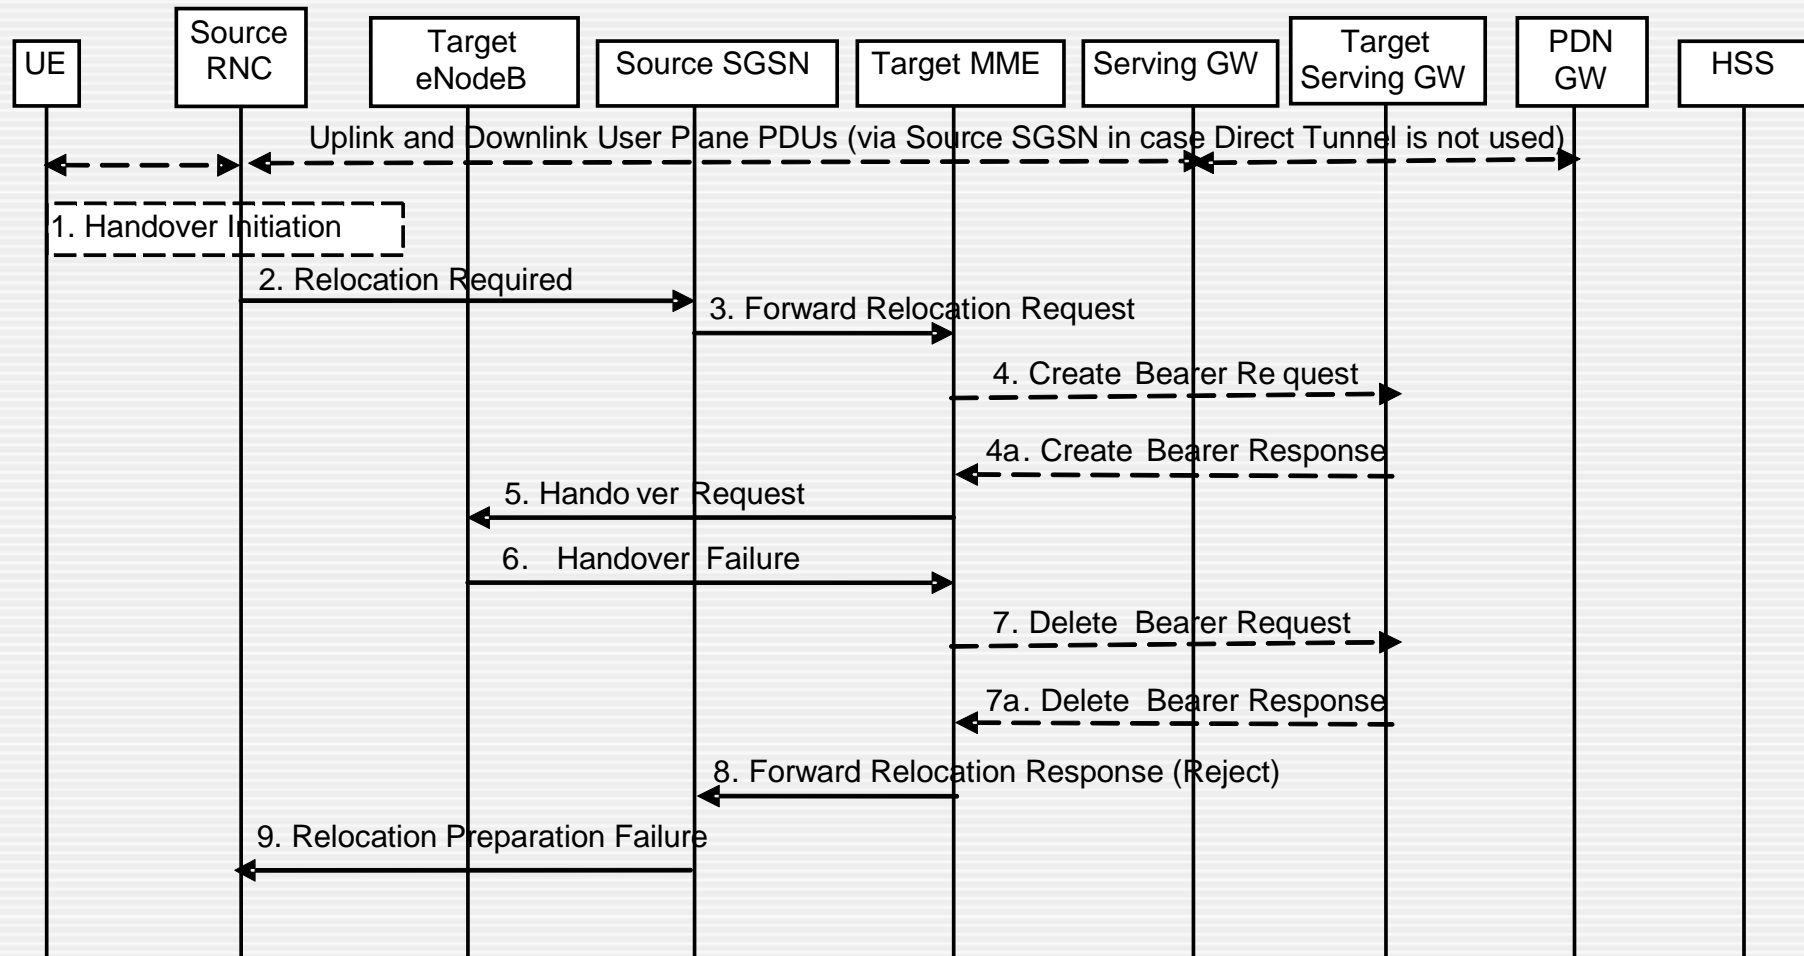 UE
Source
RNC
Target
eNodeB
Source SGSN
Target MME
Serving GW
Target
Serving GW
PDN
GW
HSS
Uplink and Downlink User Plane PDUs (via Source SGSN in case Direct Tunnel is not used)
1. Handover Initiation
2. Relocation Required
3. Forward Relocation Request
4. Create Bearer Re quest
4a. Create Bearer Response
5. Hando ver Request
6. Handover Failure
7. Delete Bearer Request
7a. Delete Bearer Response
8. Forward Relocation Response (Reject)
9. Relocation Preparation Failure